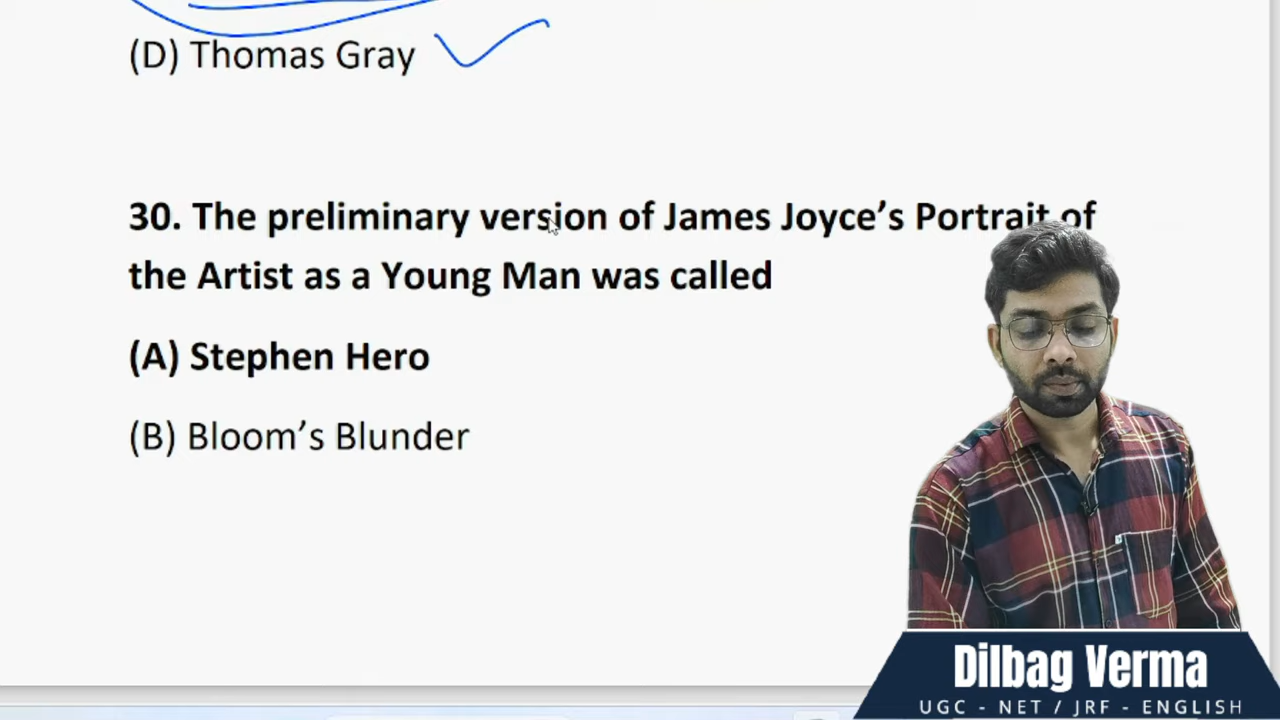 (D) Thomas Gray
30. The preliminary version of James Joyce’s Portrait of
the Artist as a Young Man was called
(A) Stephen Hero
(B) Bloom’s Blunder
Dilbag Verma
UGC - NET / JRF - ENGLISH